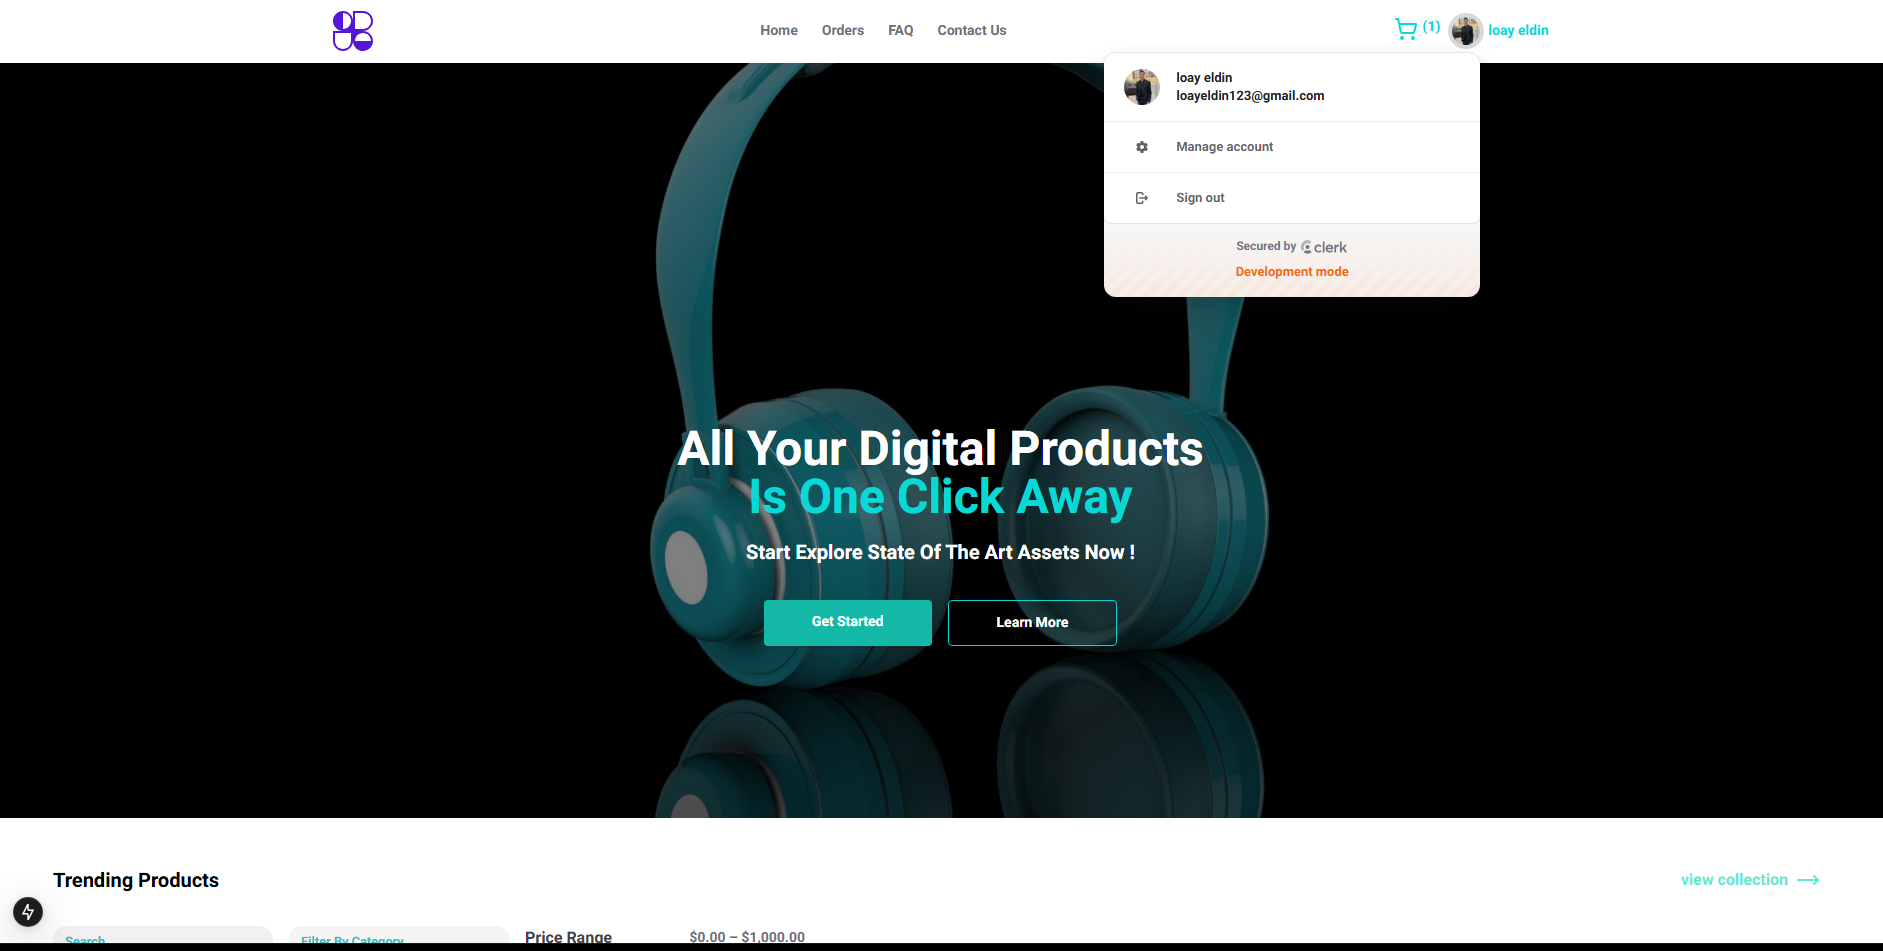 Home Orders FAQ Contact Us
(1) loay eldin
loay eldin
loayeldin123@gmail.com
Manage account
Sign out
Secured by clerk
Development mode
All Your Digital Products
Is One Click Away
Start Explore State Of The Art Assets Now !
Get Started Learn More
Trending Products view collection
Search Filter By Category Price Range $0.00 – $1,000.00